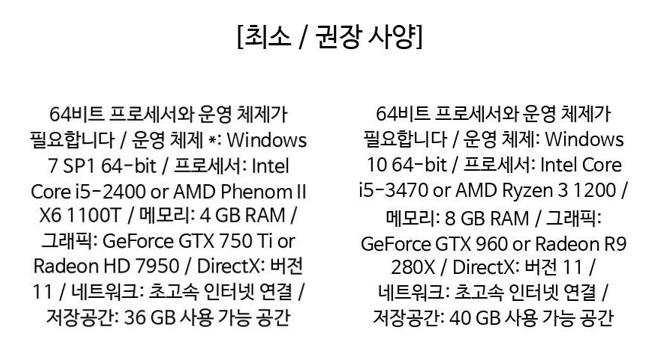 [최소 / 권장 사양]
64비트 프로세서와 운영 체제가
필요합니다 / 운영 체제 *: Windows
7 SP1 64-bit / 프로세서: Intel
Core i5-2400 or AMD Phenom II
X6 1100T / 메모리: 4 GB RAM /
그래픽: GeForce GTX 750 Ti or
Radeon HD 7950 / DirectX: 버전
11 / 네트워크: 초고속 인터넷 연결 /
저장공간: 36 GB 사용 가능 공간
64비트 프로세서와 운영 체제가
필요합니다 / 운영 체제: Windows
10 64-bit / 프로세서: Intel Core
i5-3470 or AMD Ryzen 3 1200 /
메모리: 8 GB RAM / 그래픽:
GeForce GTX 960 or Radeon R9
280X / DirectX: 버전 11 /
네트워크: 초고속 인터넷 연결 /
저장공간: 40 GB 사용 가능 공간